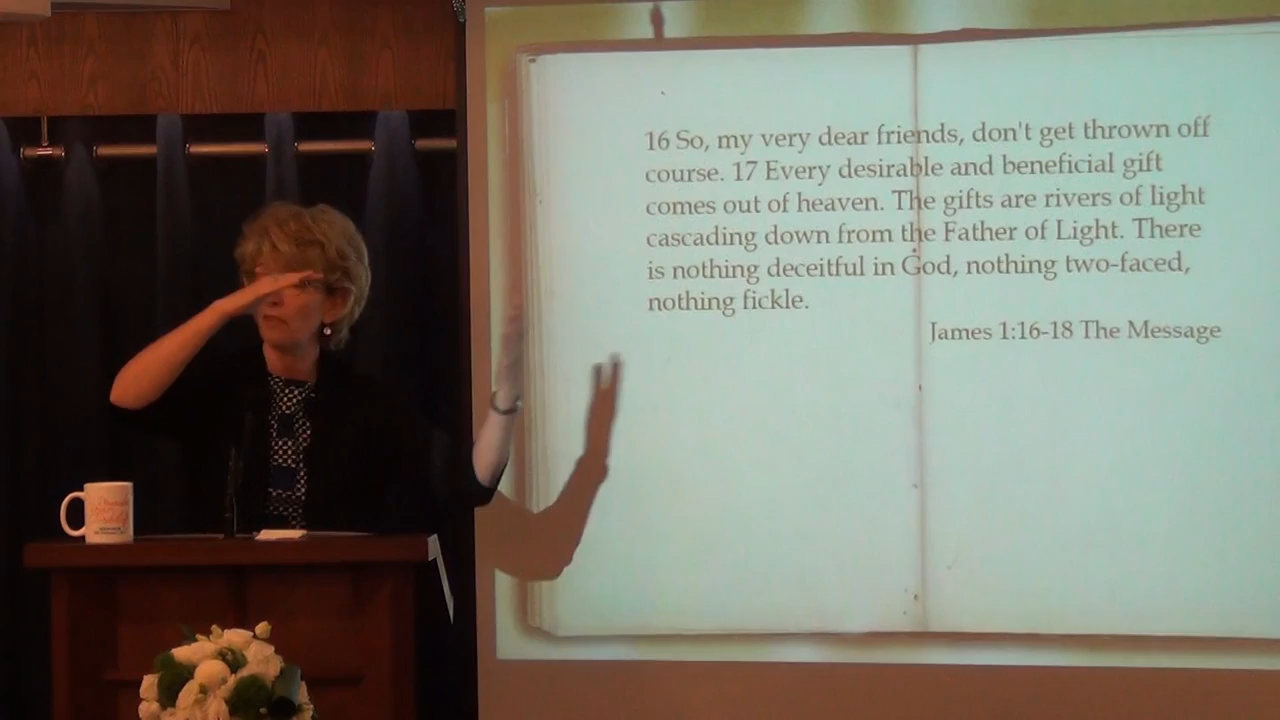 16 So, my very dear friends, don't get thrown off
course. 17 Every desirable and beneficial gift
comes out of heaven. The gifts are rivers of light
cascading down from the Father of Light. There
is nothing deceitful in God, nothing two-faced,
nothing fickle.
James 1:16-18 The Message